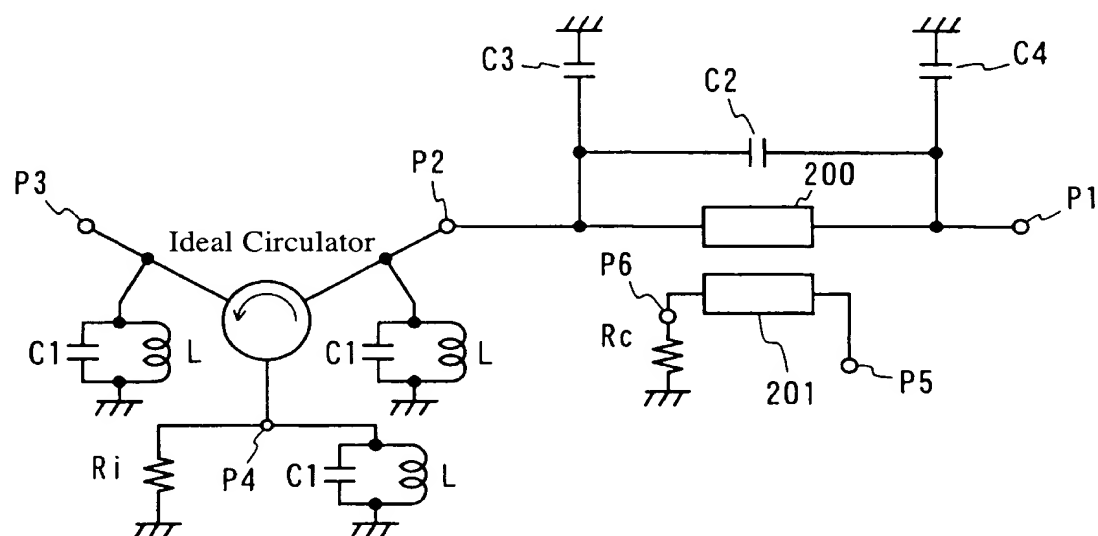 C3
C4
C2
200
P3
P2
P1
Ideal Circulator
P6
C1
L
C1
L
Rc
P5
201
Ri
P4
C1
L